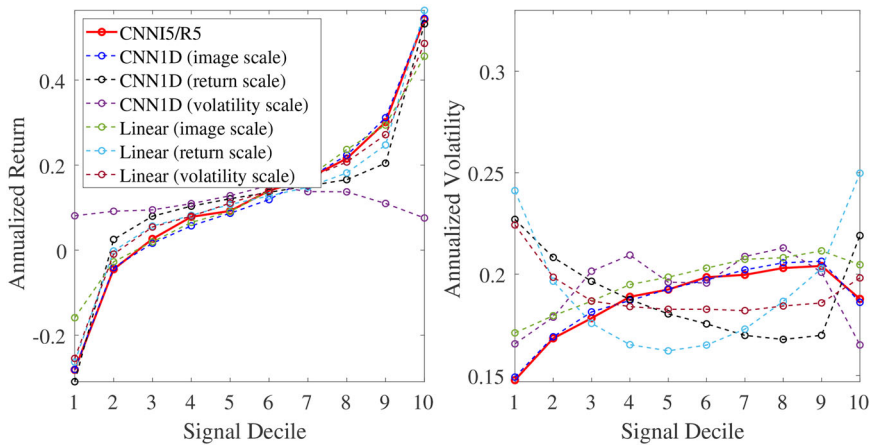 CNNI5/R5
CNN1D (image scale)
CNN1D (return scale)
CNN1D (volatility scale)
Linear (image scale)
Linear (return scale)
Linear (volatility scale)
Annualized Return
0.4
0.2
0
-0.2
1 2 3 4 5 6 7 8 9 10
Signal Decile
Annualized Volatility
0.3
0.25
0.2
0.15
1 2 3 4 5 6 7 8 9 10
Signal Decile